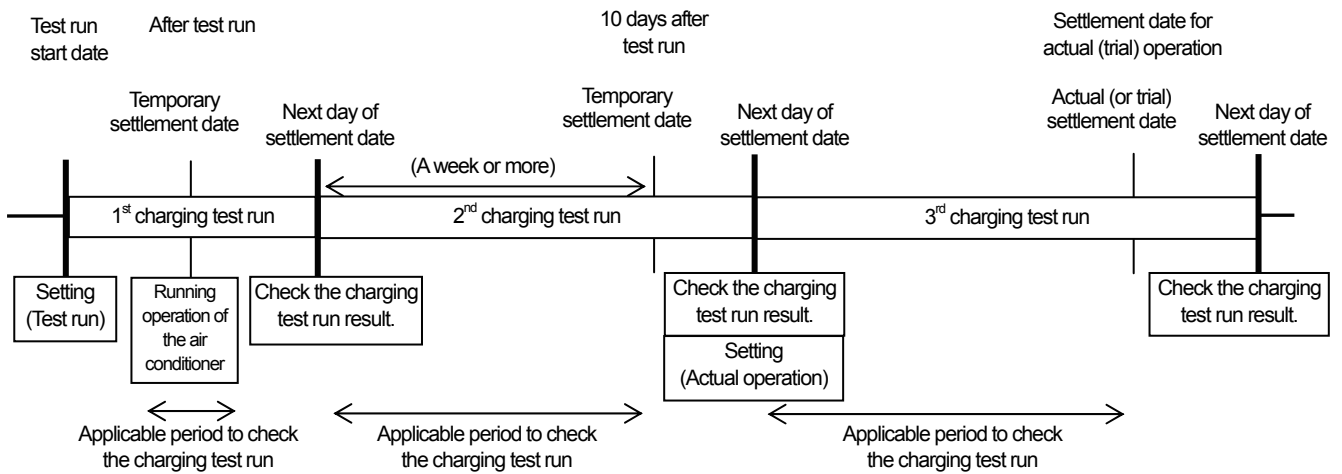 Test run
start date
After test run
10 days after
test run
Settlement date for
actual (trial) operation
Temporary
settlement date
Next day of
settlement date
Temporary
settlement date
Next day of
settlement date
Actual (or trial)
settlement date
Next day of
settlement date
(A week or more)
1st charging test run
2nd charging test run
3rd charging test run
Setting
(Test run)
Running
operation of
the air
conditioner
Check the charging
test run result.
Check the charging
test run result.
Setting
(Actual operation)
Check the charging
test run result.
Applicable period to check
the charging test run
Applicable period to check
the charging test run
Applicable period to check
the charging test run